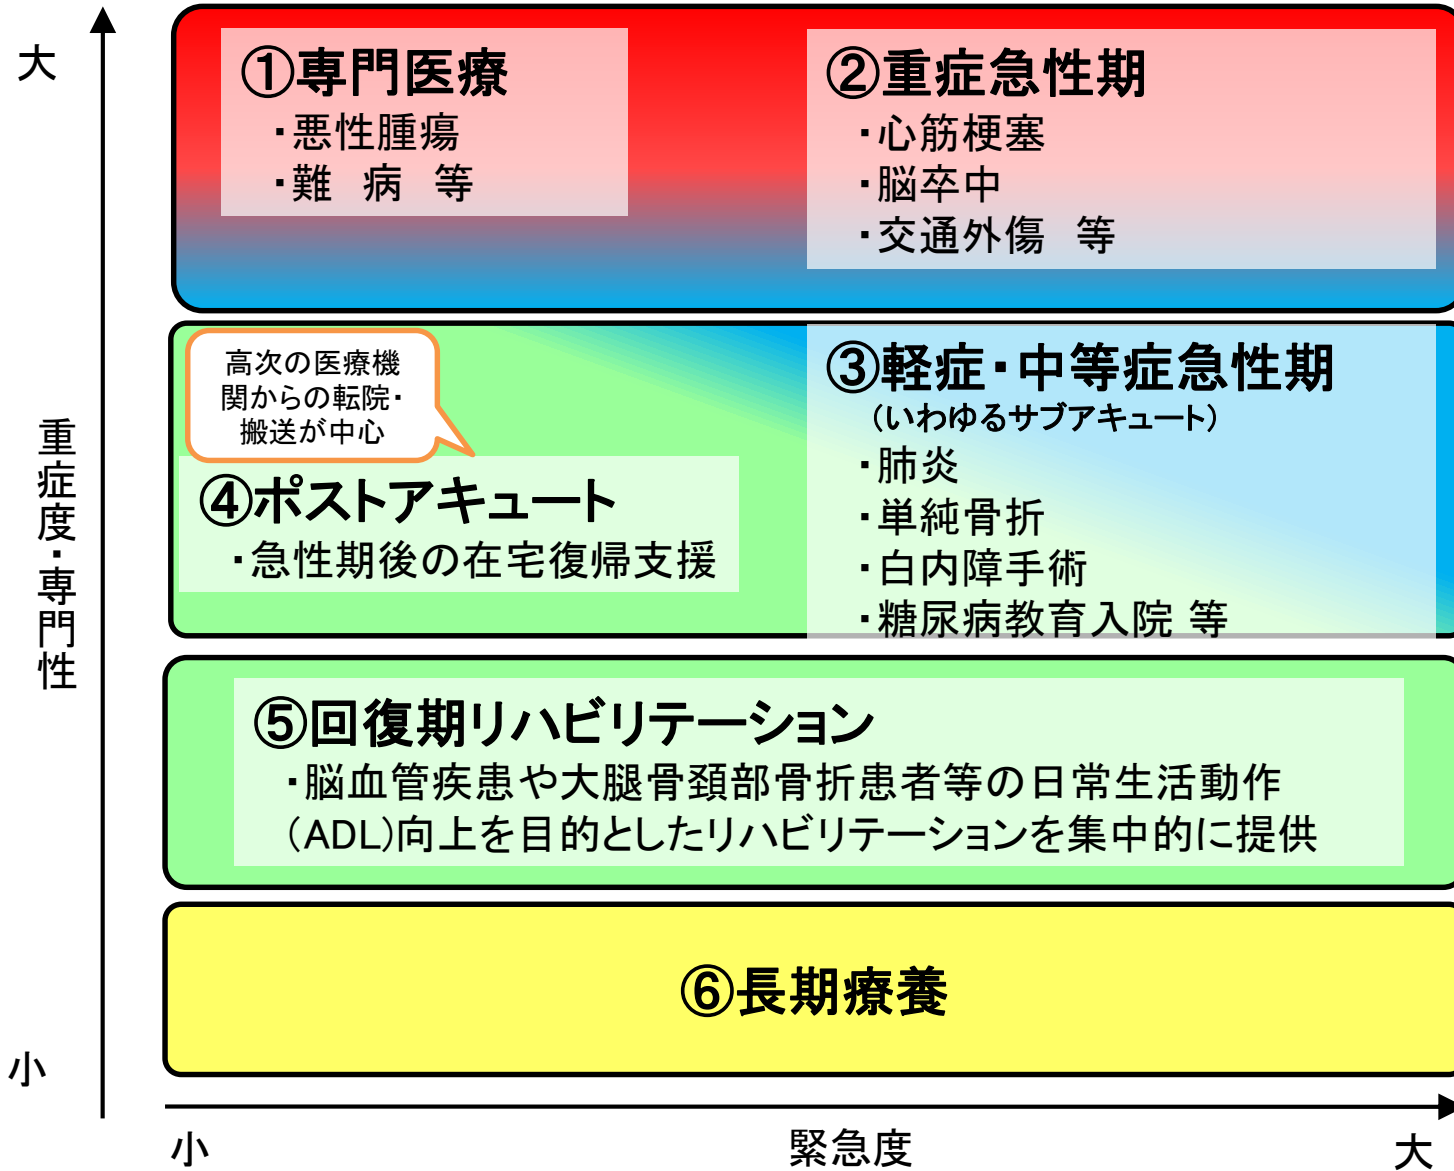 大
①専門医療
・悪性腫瘍
・難　病　等
②重症急性期
・心筋梗塞
・脳卒中
・交通外傷　等
高次の医療機
関からの転院・
搬送が中心
④ポストアキュート
・急性期後の在宅復帰支援
③軽症・中等症急性期
（いわゆるサブアキュート）
・肺炎
・単純骨折
・白内障手術
・糖尿病教育入院 等
重症度・専門性
⑤回復期リハビリテーション
・脳血管疾患や大腿骨頚部骨折患者等の日常生活動作
（ADL)向上を目的としたリハビリテーションを集中的に提供
⑥長期療養
小
小
緊急度
大